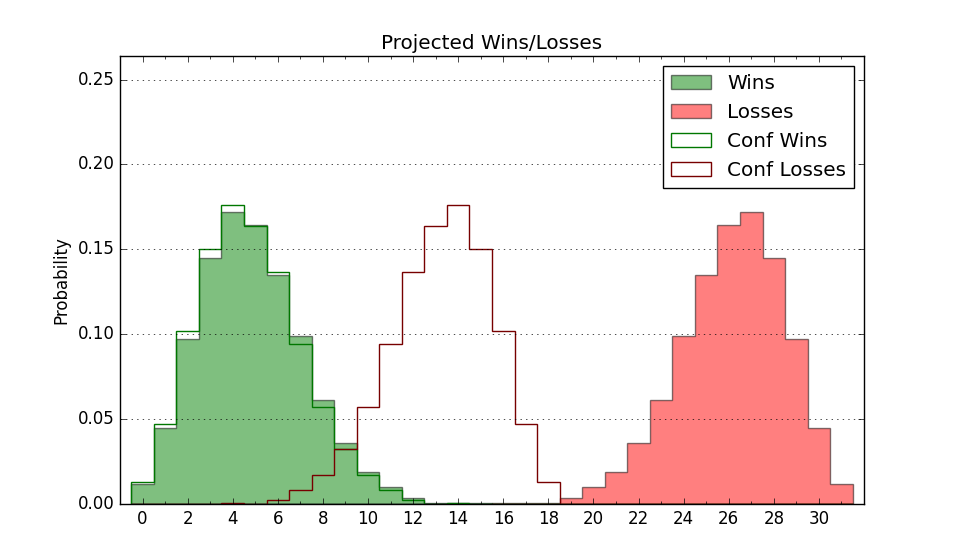 Projected Wins/Losses
Probability
0.25
0.20
0.15
0.10
0.05
0.00
0 2 4 6 8 10 12 14 16 18 20 22 24 26 28 30
Wins
Losses
Conf Wins
Conf Losses